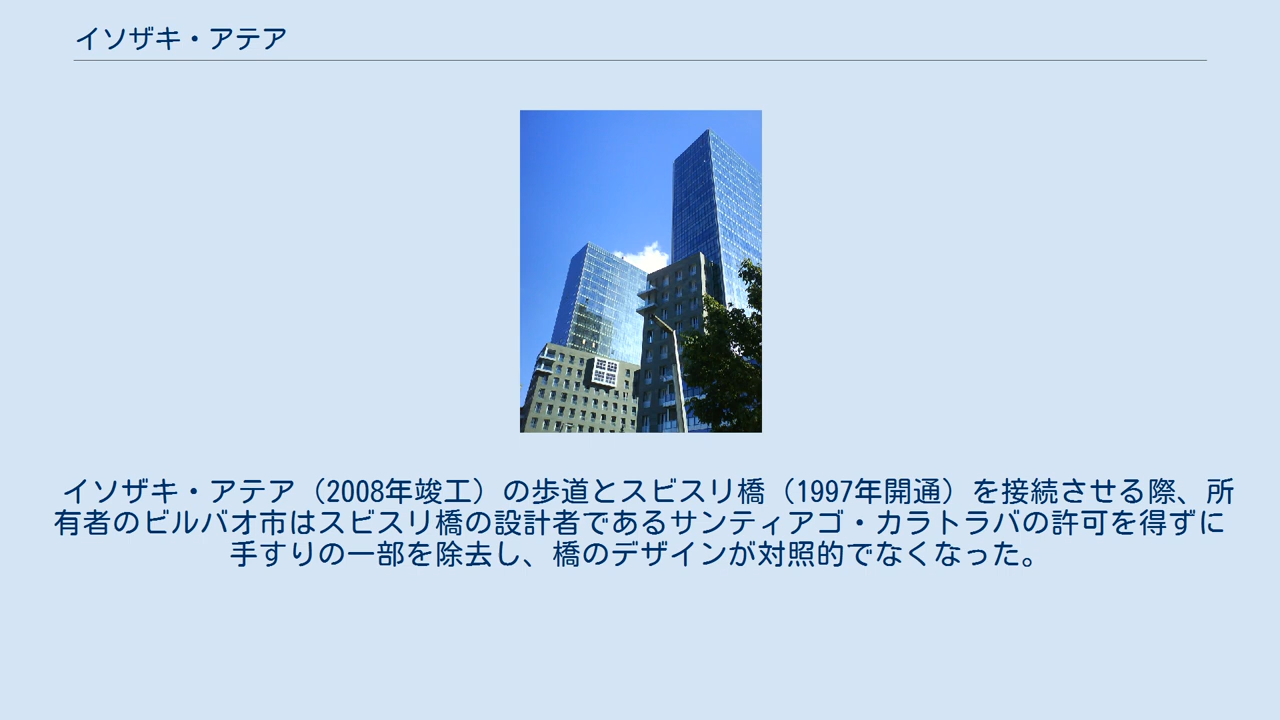 イソザキ・アテア
イソザキ・アテア（2008年竣工）の歩道とスビスリ橋（1997年開通）を接続させる際、所
有者のビルバオ市はスビスリ橋の設計者であるサンティアゴ・カラトラバの許可を得ずに
手すりの一部を除去し、橋のデザインが対照的でなくなった。